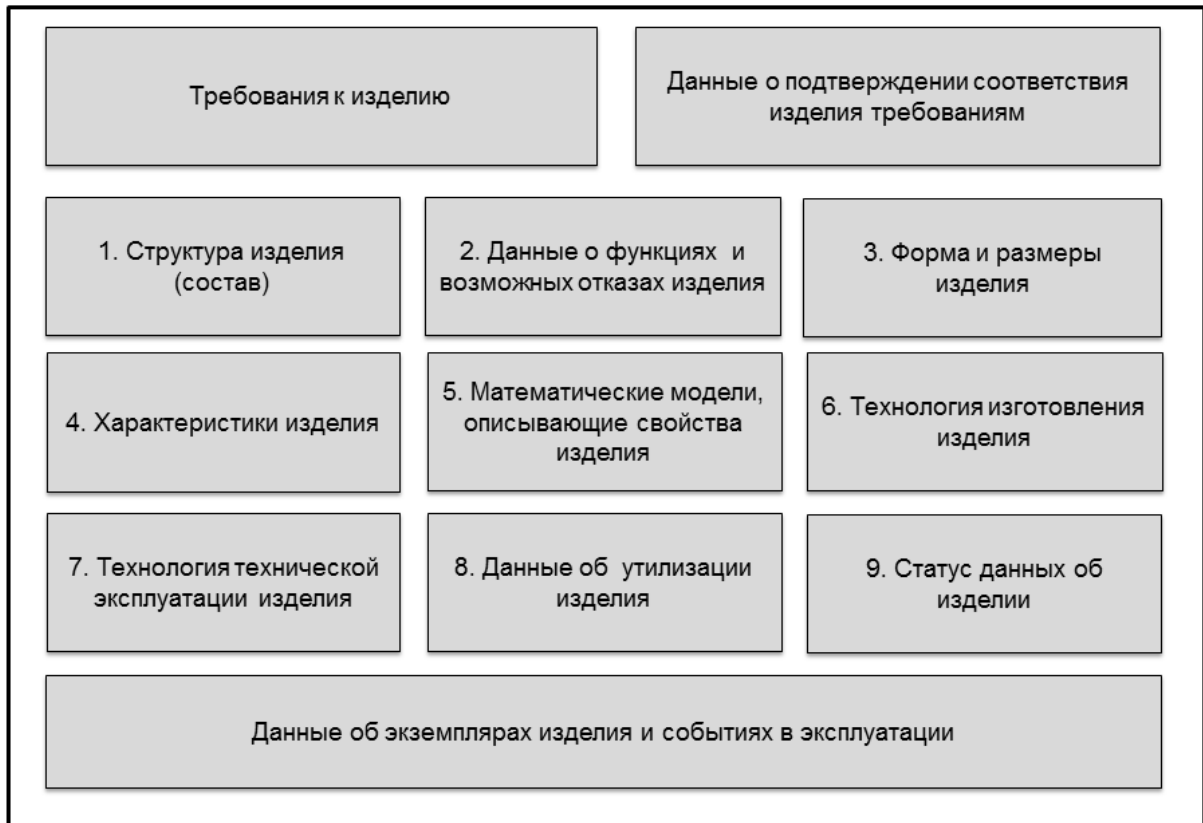 Требования к изделию
Данные о подтверждении соответствия
изделия требованиям
1. Структура изделия
(состав)
2. Данные о функциях и
возможных отказах изделия
3. Форма и размеры
изделия
4. Характеристики изделия
5. Математические модели,
описывающие свойства
изделия
6. Технология изготовления
изделия
7. Технология технической
эксплуатации изделия
8. Данные об утилизации
изделия
9. Статус данных об
изделии
Данные об экземплярах изделия и событиях в эксплуатации